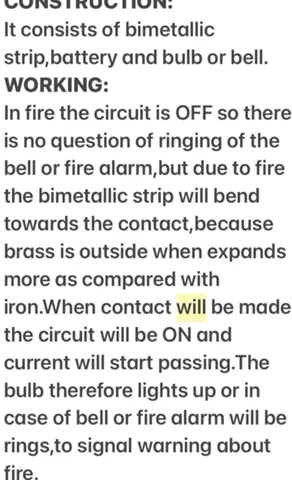 CONSTRUCTION:
It consists of bimetallic
strip,battery and bulb or bell.
WORKING:
In fire the circuit is OFF so there
is no question of ringing of the
bell or fire alarm,but due to fire
the bimetallic strip will bend
towards the contact,because
brass is outside when expands
more as compared with
iron.When contact will be made
the circuit will be ON and
current will start passing.The
bulb therefore lights up or in
case of bell or fire alarm will be
rings,to signal warning about
fire.